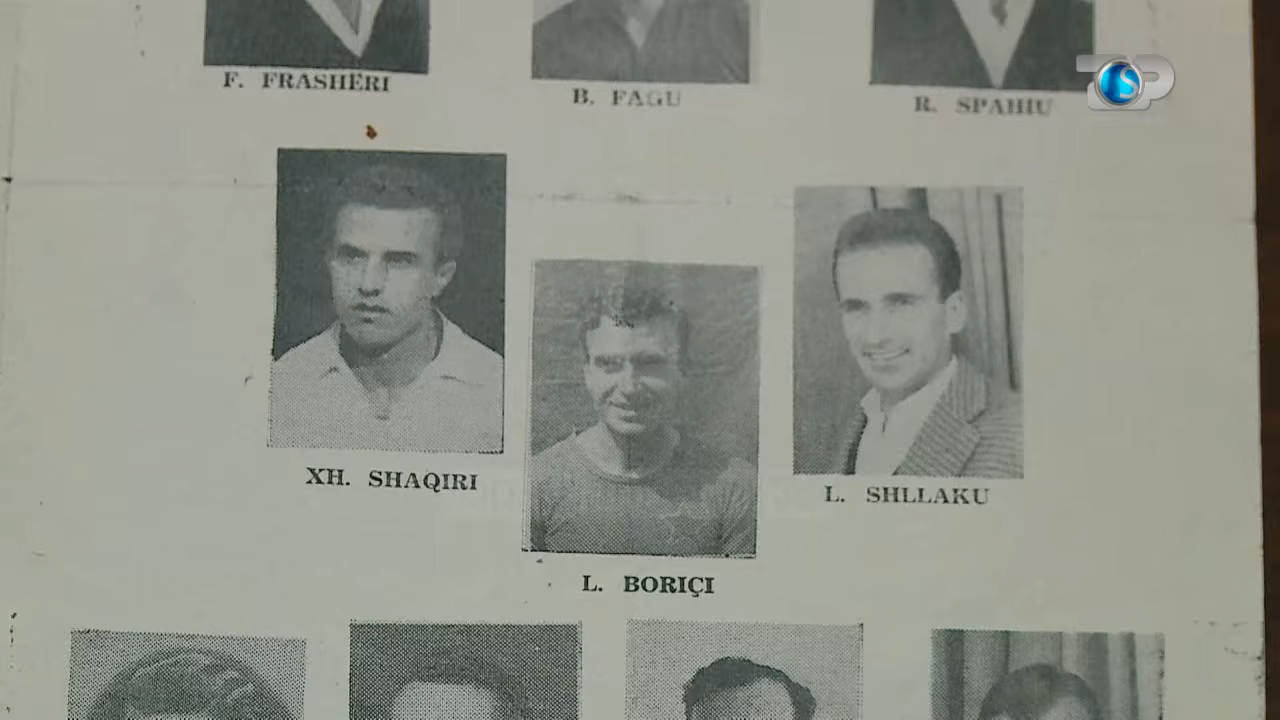 F. FRASHËRI
B. FAGU
R. SPAHIU
XH. SHAQIRI
L. SHLLAKU
L. BORIÇI